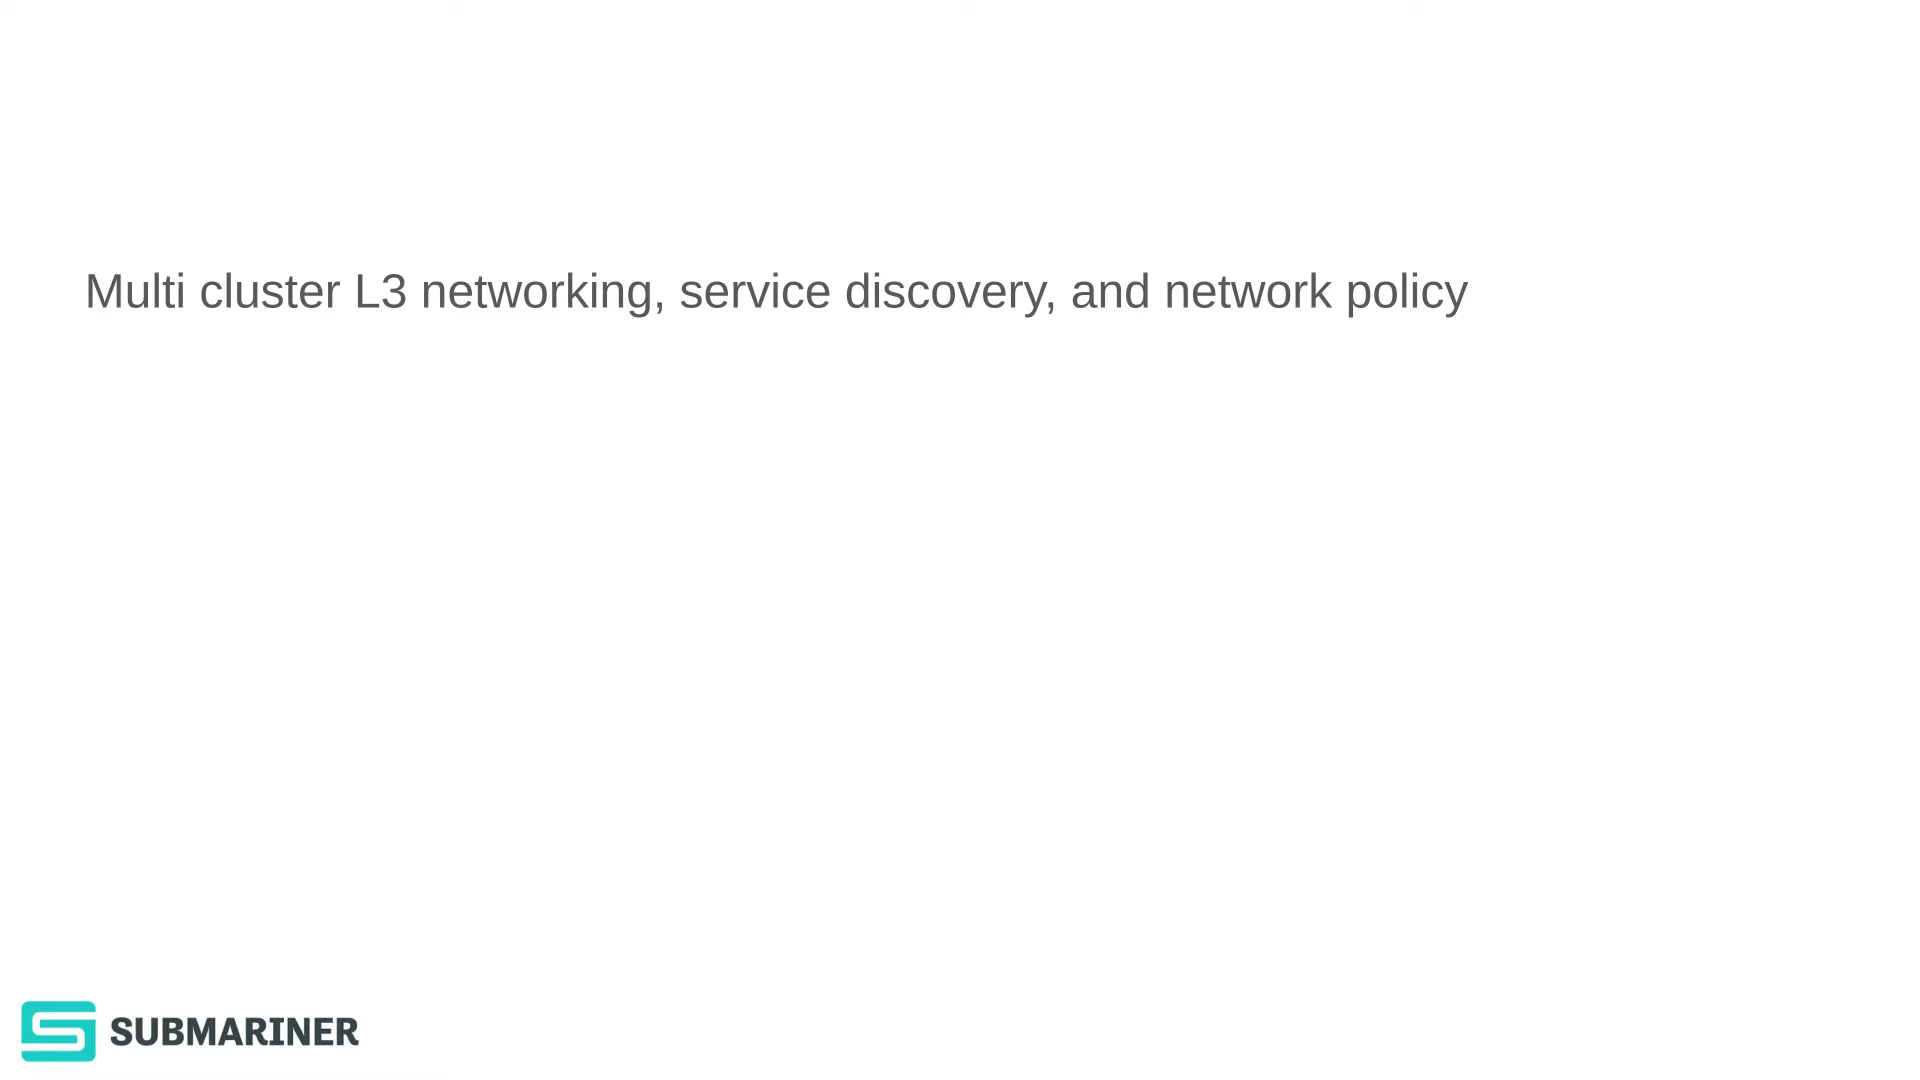 Multi cluster L3 networking, service discovery, and network policy
SUBMARINER